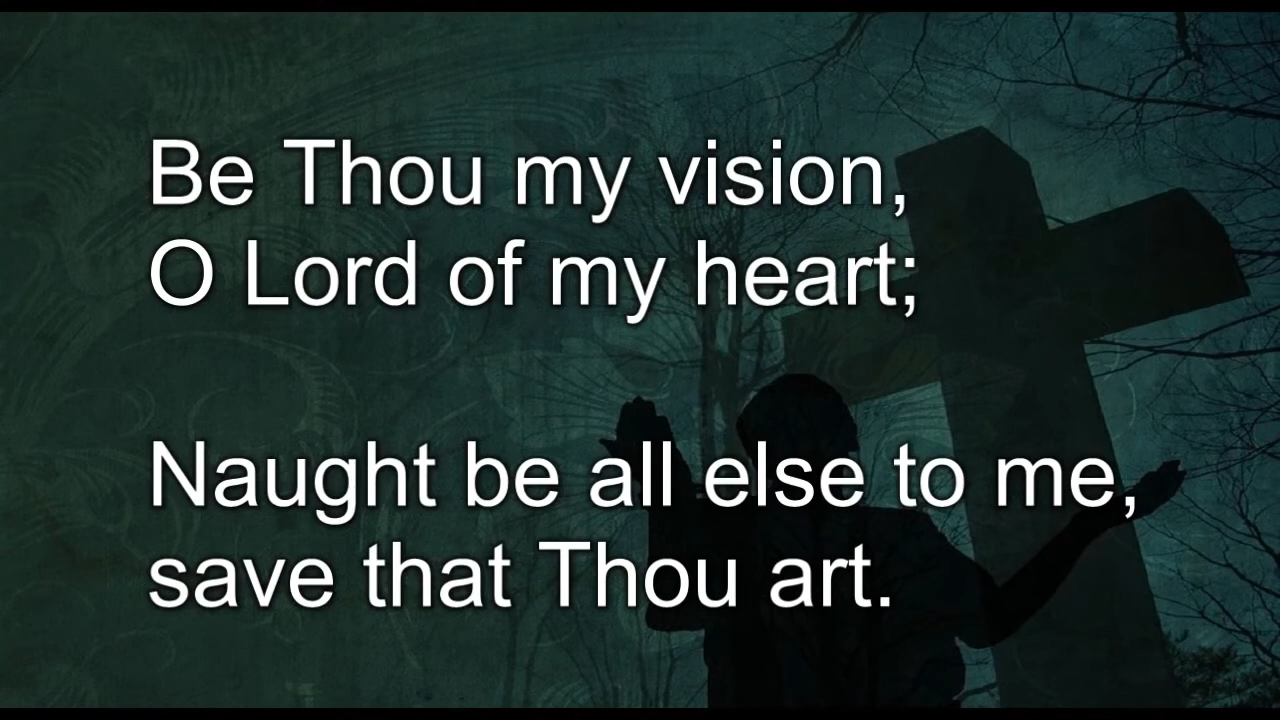 Be Thou my vision,
O Lord of my heart;
Naught be all else to me,
save that Thou art.